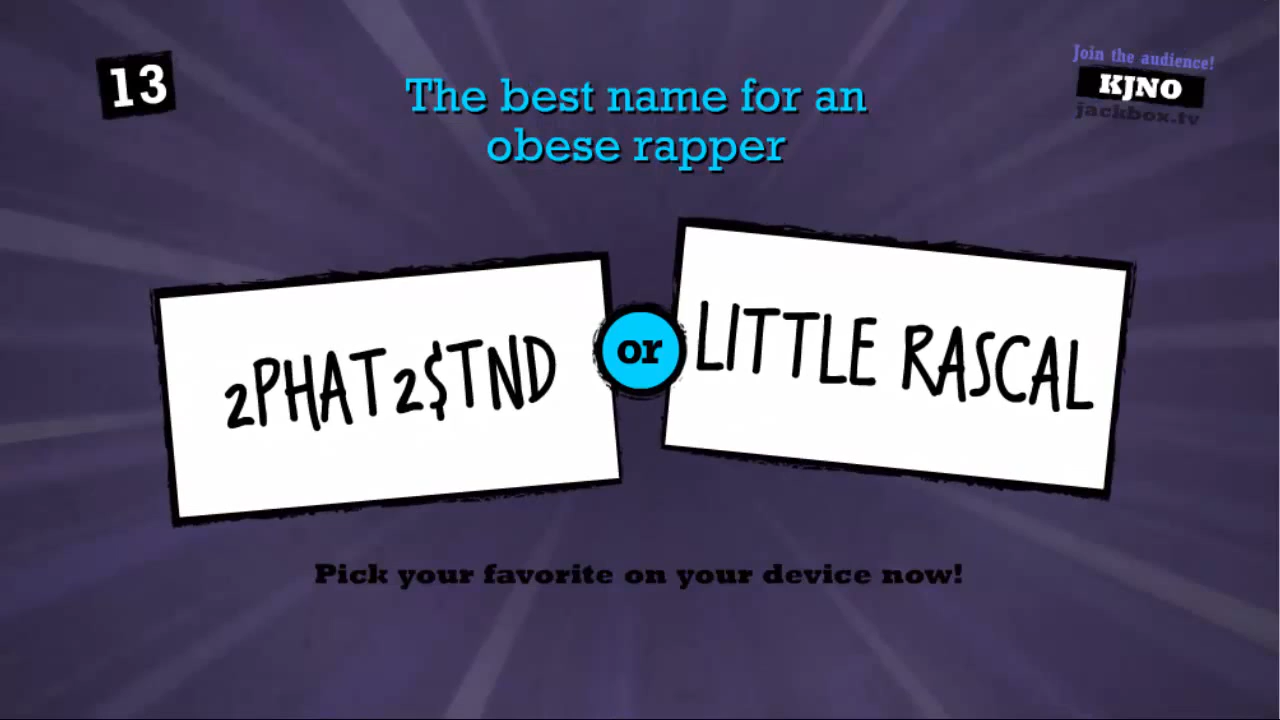 13
The best name for an
obese rapper
Join the audience!
KJNO
jackbox.tv
2PHAT2$TND
or
LITTLE RASCAL
Pick your favorite on your device now!